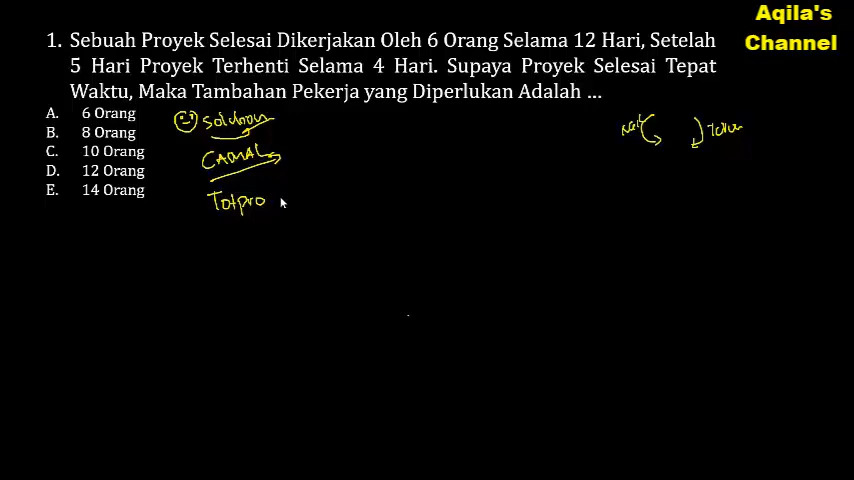 Aqila's
Channel
1. Sebuah Proyek Selesai Dikerjakan Oleh 6 Orang Selama 12 Hari, Setelah
5 Hari Proyek Terhenti Selama 4 Hari. Supaya Proyek Selesai Tepat
Waktu, Maka Tambahan Pekerja yang Diperlukan Adalah ...
A. 6 Orang
B. 8 Orang
C. 10 Orang
D. 12 Orang
E. 14 Orang
CAMAL
Totpro